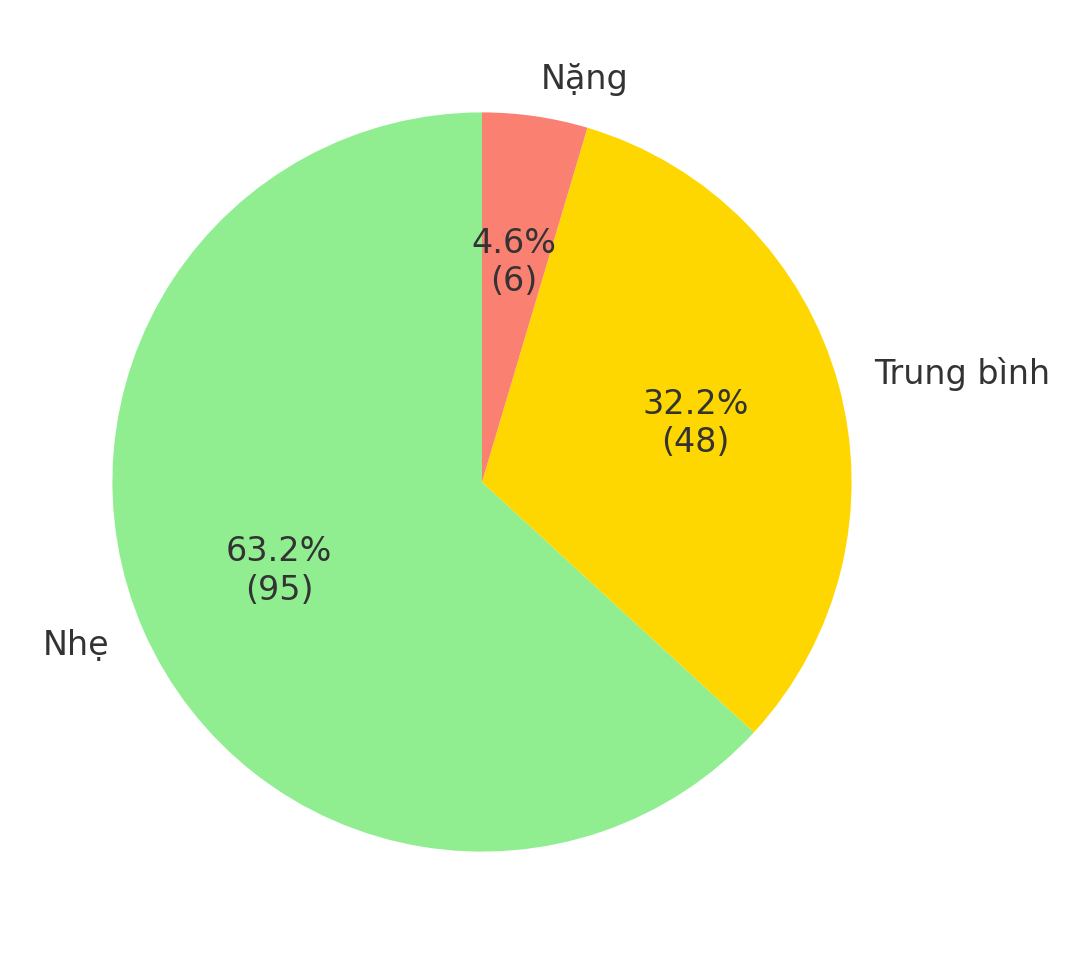 Nặng
4.6%
(6)
Trung bình
32.2%
(48)
63.2%
(95)
Nhẹ